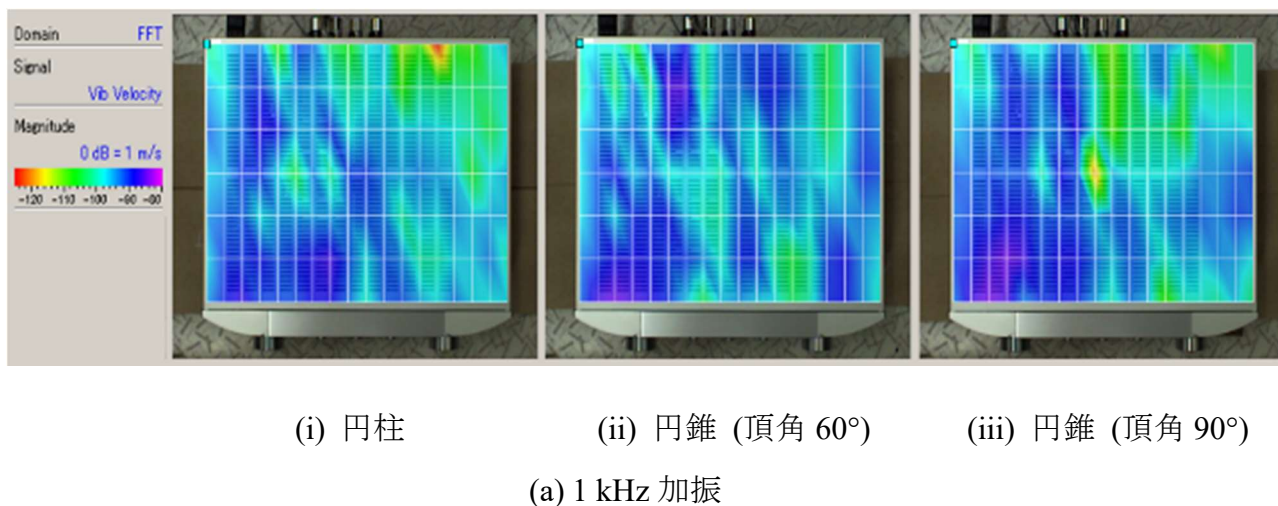 Domain FFT
Signal
Vib Velocity
Magnitude
0 dB = 1 m/s
-120 -110 -100 -90 -80
(i) 円柱 (ii) 円錐 (頂角 60°) (iii) 円錐 (頂角 90°)
(a) 1 kHz 加振